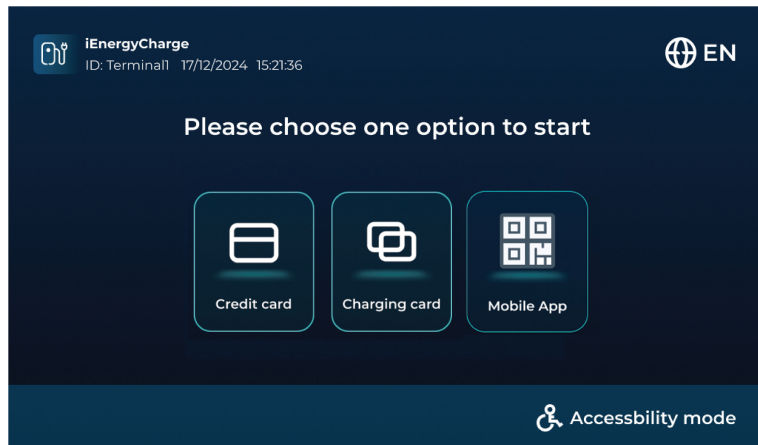 iEnergyCharge
ID: Terminal1 17/12/2024 15:21:36
EN
Please choose one option to start
Credit card
Charging card
Mobile App
Accessbility mode